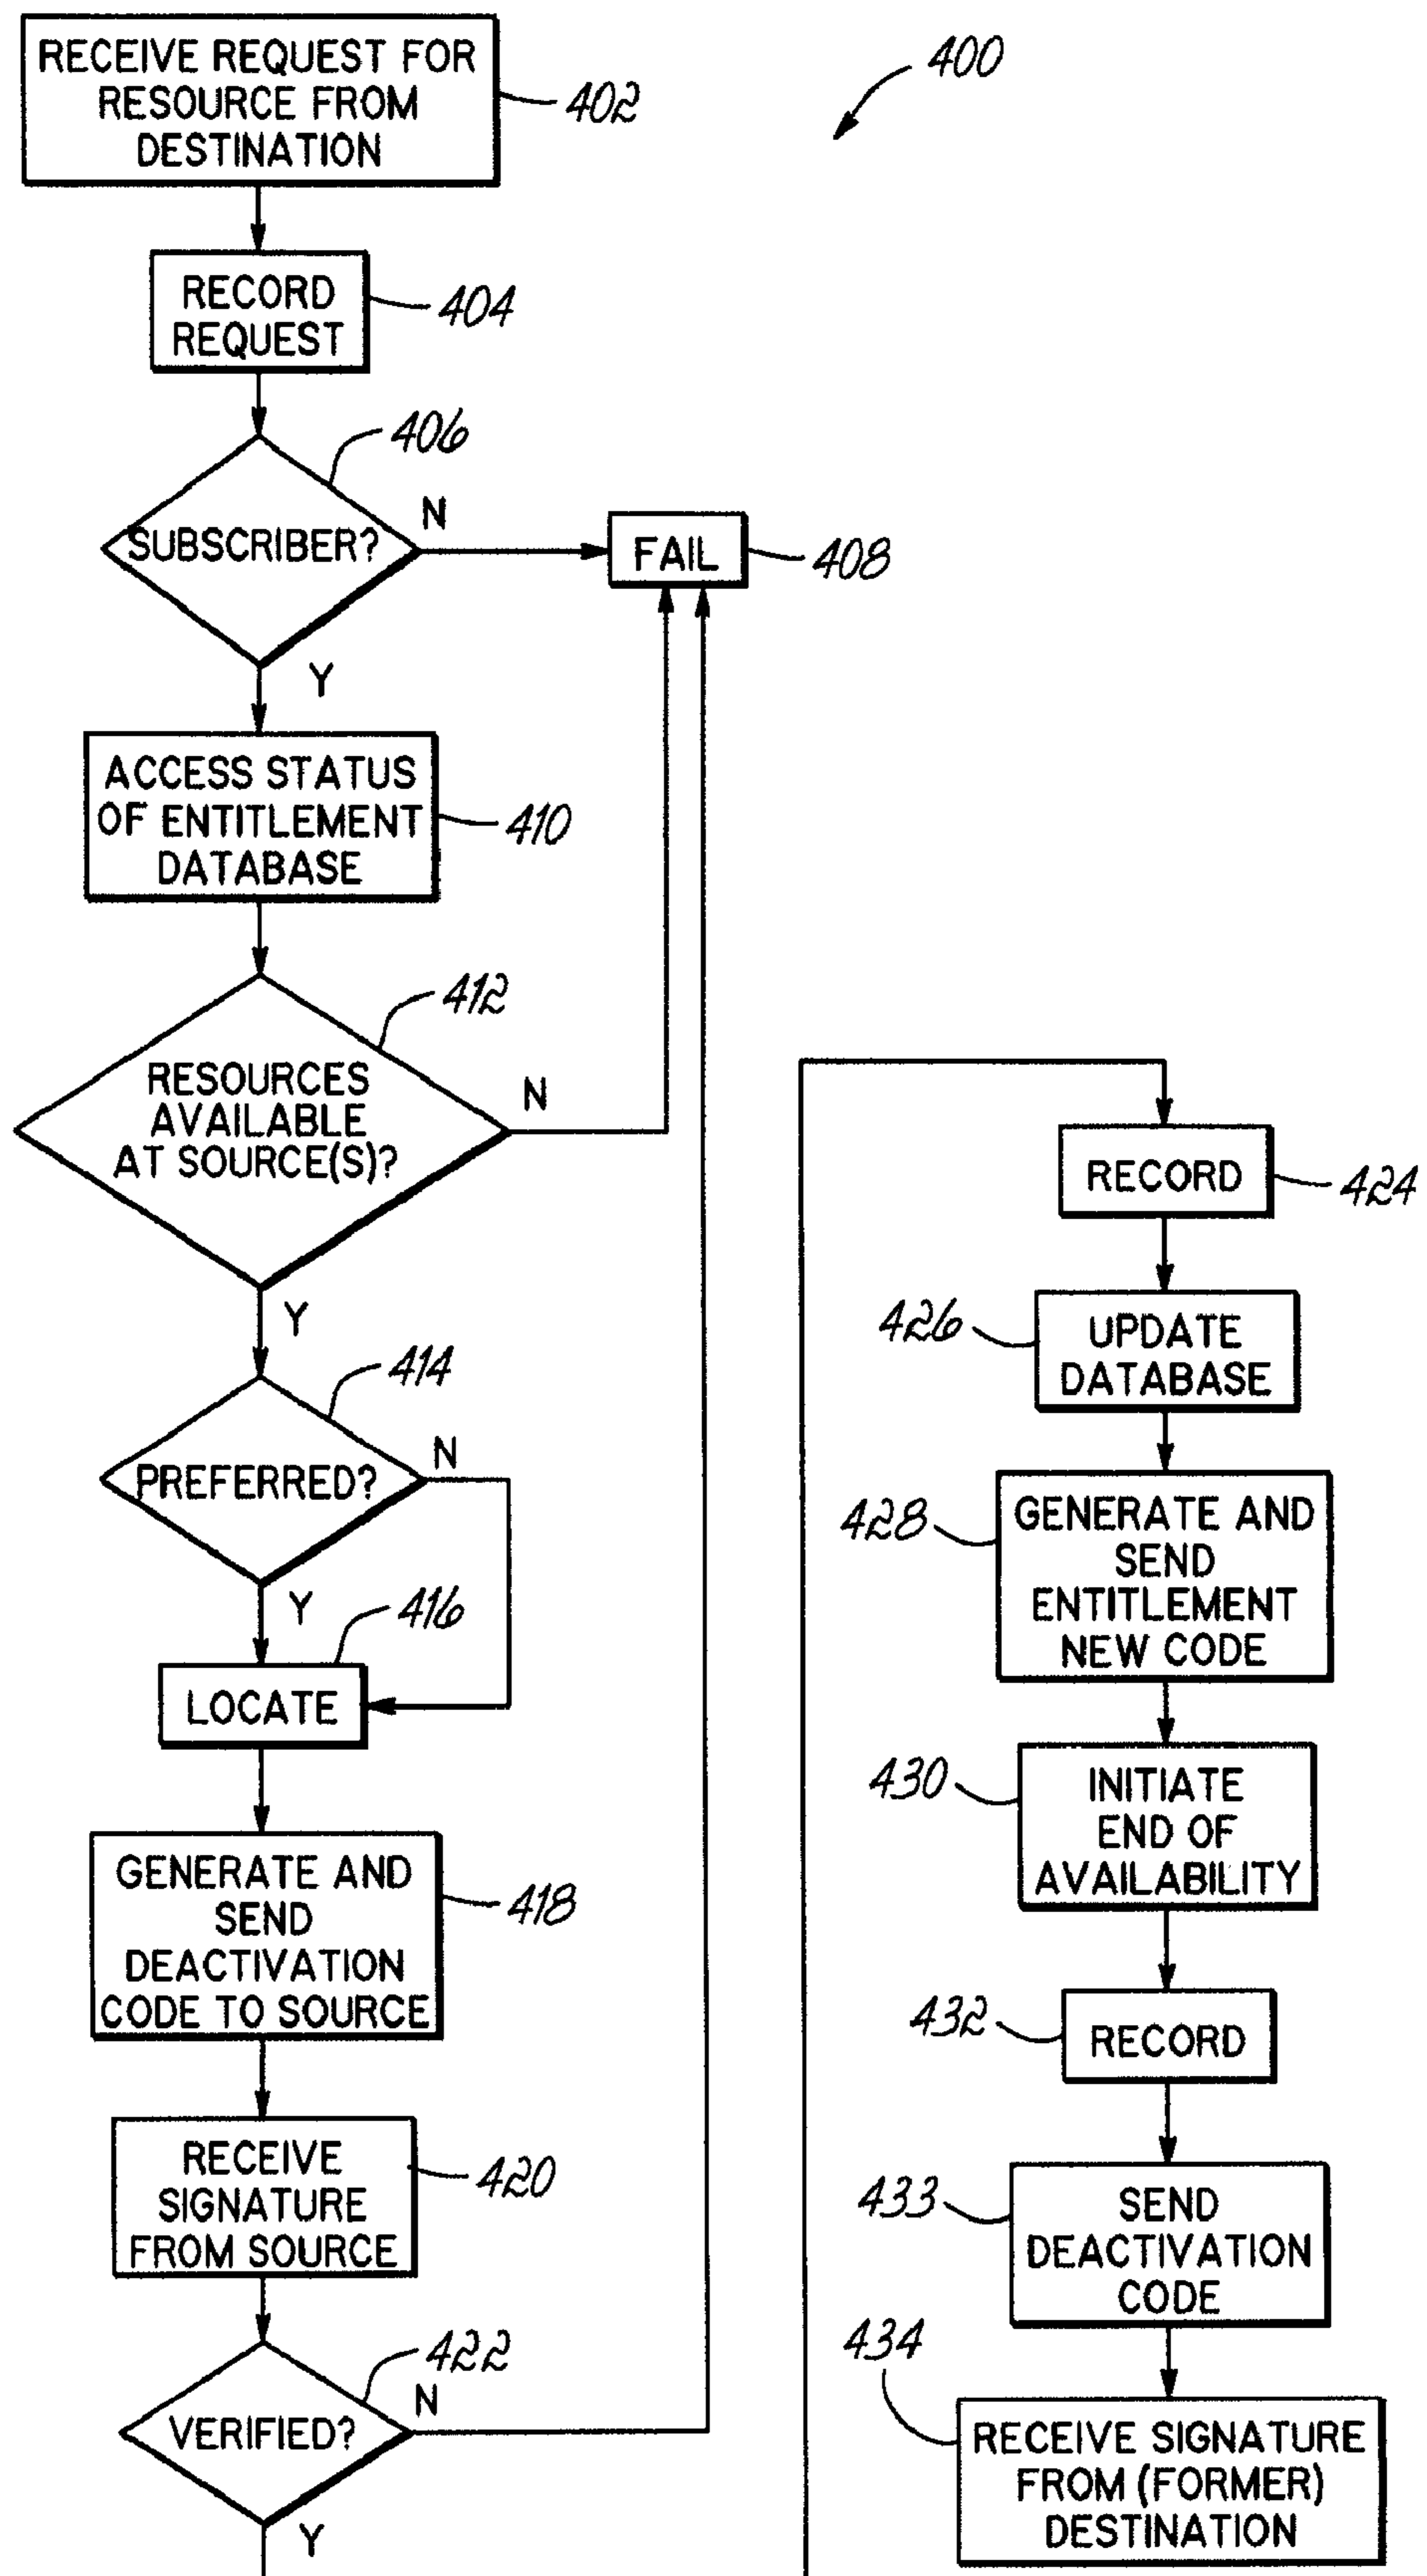 RECEIVE REQUEST FOR
RESOURCE FROM
DESTINATION
402
400
RECORD
REQUEST
404
SUBSCRIBER?
406
N
Y
FAIL
408
ACCESS STATUS
OF ENTITLEMENT
DATABASE
410
RESOURCES
AVAILABLE
AT SOURCE(S)?
412
N
Y
PREFERRED?
414
N
Y
LOCATE
416
GENERATE AND
SEND
DEACTIVATION
CODE TO SOURCE
418
RECEIVE
SIGNATURE
FROM SOURCE
420
VERIFIED?
422
N
Y
RECORD
424
UPDATE
DATABASE
426
GENERATE AND
SEND
ENTITLEMENT
NEW CODE
428
INITIATE
END OF
AVAILABILITY
430
RECORD
432
SEND
DEACTIVATION
CODE
433
RECEIVE SIGNATURE
FROM (FORMER)
DESTINATION
434